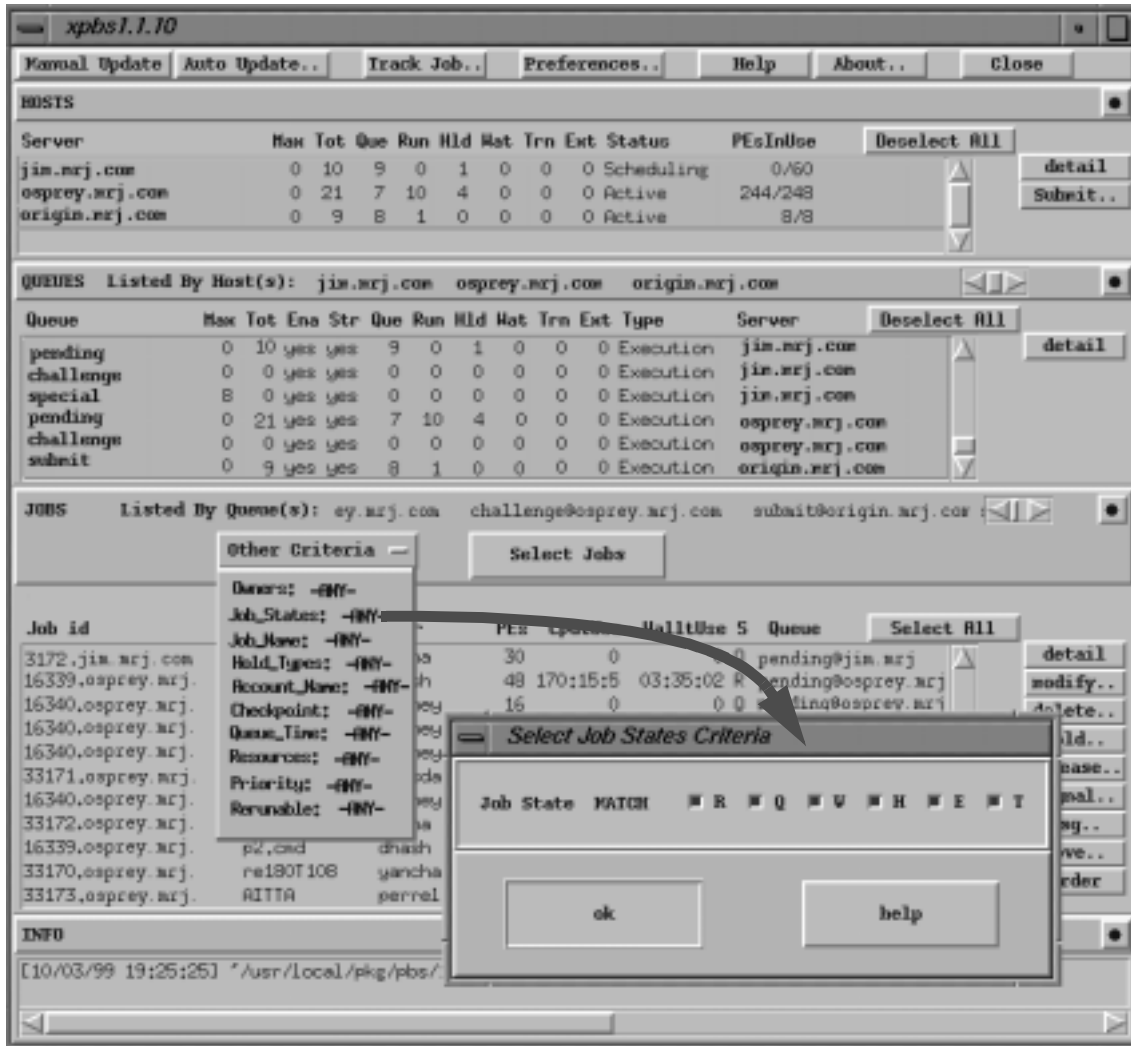 xpbs1.1.10
Manual Update Auto Update.. Track Job.. Preferences.. Help About.. Close
HOSTS
Server Max Tot Que Run Hld Wat Trn Ext Status PEsInUse Deselect All
jim.mrj.com 0 10 9 0 1 0 0 0 Scheduling 0/60 detail
osprey.mrj.com 0 21 7 10 4 0 0 0 Active 244/248 Submit..
origin.mrj.com 0 9 8 1 0 0 0 0 Active 8/8
QUEUES Listed By Host(s): jim.mrj.com osprey.mrj.com origin.mrj.com
Queue Max Tot Ena Str Que Run Hld Wat Trn Ext Type Server Deselect All
pending 0 10 yes yes 9 0 1 0 0 0 Execution jim.mrj.com detail
challenge 0 0 yes yes 0 0 0 0 0 0 Execution jim.mrj.com
special 8 0 yes yes 0 0 0 0 0 0 Execution jim.mrj.com
pending 0 21 yes yes 7 10 4 0 0 0 Execution osprey.mrj.com
challenge 0 0 yes yes 0 0 0 0 0 0 Execution osprey.mrj.com
submit 0 9 yes yes 8 1 0 0 0 0 Execution origin.mrj.com
JOBS Listed By Queue(s): ey.mrj.com challenge@osprey.mrj.com submit@origin.mrj.com
Other Criteria Select Jobs
Owners: -ANY-
Job_States: -ANY-
Job_Name: -ANY-
Hold_Types: -ANY-
Account_Name: -ANY-
Checkpoint: -ANY-
Queue_Time: -ANY-
Resources: -ANY-
Priority: -ANY-
Rerunable: -ANY-
Job id PEs WalltUse S Queue Select All
3172.jim.mrj.com 30 0 0 Q pending@jim.mrj detail
16339.osprey.mrj. 48 170:15:5 03:35:02 R pending@osprey.mrj modify..
16340.osprey.mrj. 16 0 0 Q pending@osprey.mrj
16340.osprey.mrj.
16340.osprey.mrj.
33171.osprey.mrj.
16340.osprey.mrj.
33172.osprey.mrj.
16339.osprey.mrj. p2.cmd dhash
33170.osprey.mrj. re180T108 yancha
33173.osprey.mrj. AITTA perrel
Select Job States Criteria
Job State MATCH R Q W H E T
ok help
INFO
[10/03/99 19:25:25] "/usr/local/pkg/pbs/